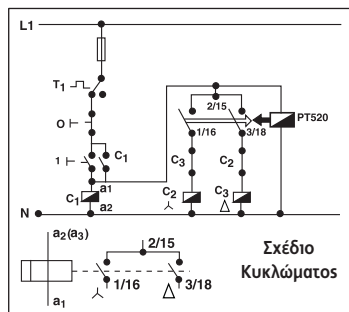 L1
T1
2/15
PT520
O
1/16
3/18
1
C1
C3
C2
a1
C1
C2
C3
a2
N
a2(a3)
2/15
Σχέδιο
Κυκλώματος
1/16
3/18
a1